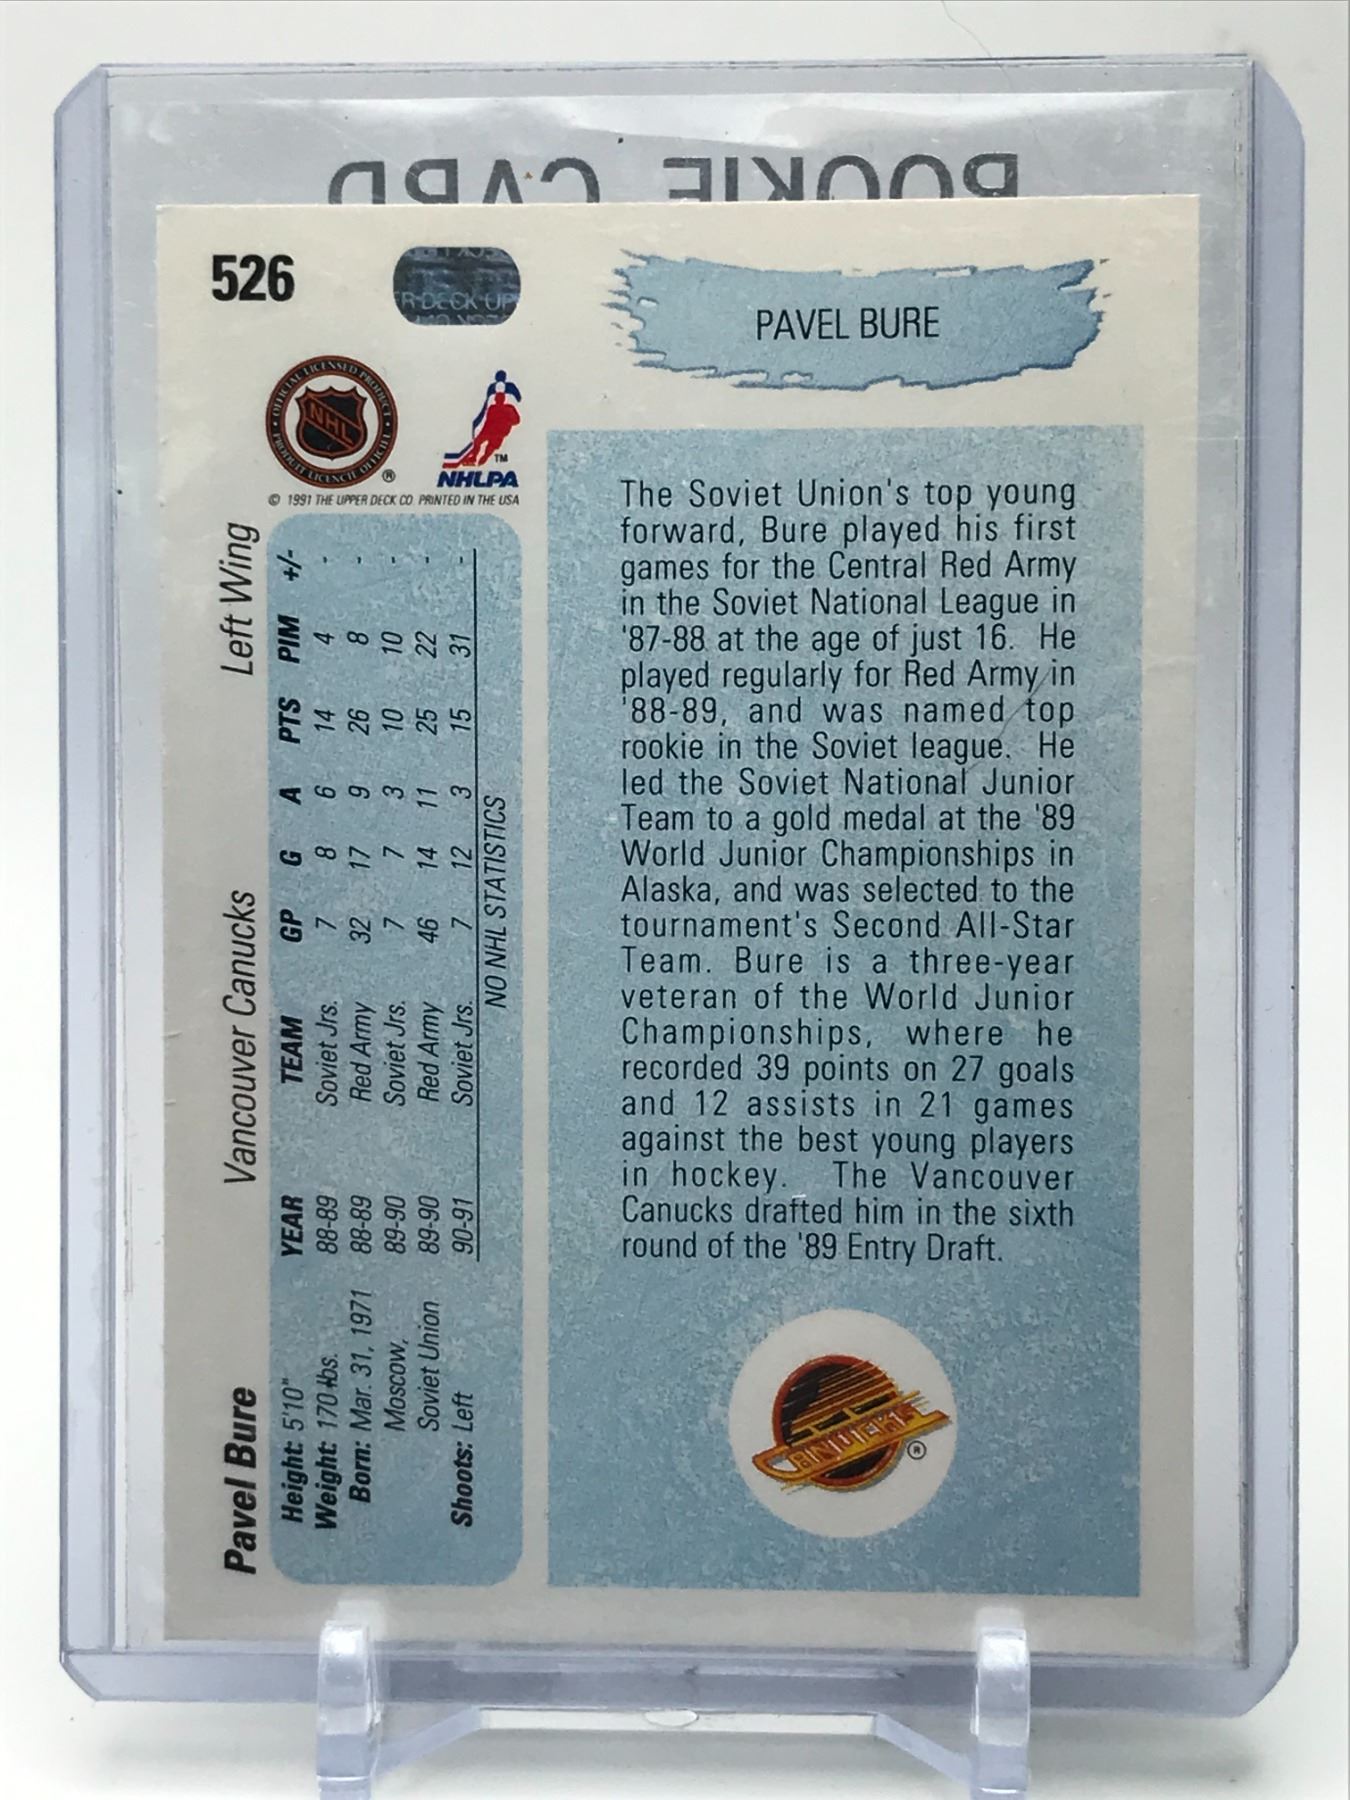 ROOKIE CARD
526
PAVEL BURE
OFFICIAL LICENSED PRODUCT
PRODUIT LICENCIÉ OFFICIEL
NHL
®
TM
NHLPA
© 1991 THE UPPER DECK CO. PRINTED IN THE USA
Pavel Bure Vancouver Canucks Left Wing
Height: 5'10"
Weight: 170 lbs.
Born: Mar. 31, 1971
Moscow,
Soviet Union
Shoots: Left
YEAR TEAM GP G A PTS PIM +/-
88-89 Soviet Jrs. 7 8 6 14 4 -
88-89 Red Army 32 17 9 26 8 -
89-90 Soviet Jrs. 7 7 3 10 10 -
89-90 Red Army 46 14 11 25 22 -
90-91 Soviet Jrs. 7 12 3 15 31 -
NO NHL STATISTICS
The Soviet Union's top young
forward, Bure played his first
games for the Central Red Army
in the Soviet National League in
'87-88 at the age of just 16. He
played regularly for Red Army in
'88-89, and was named top
rookie in the Soviet league. He
led the Soviet National Junior
Team to a gold medal at the '89
World Junior Championships in
Alaska, and was selected to the
tournament's Second All-Star
Team. Bure is a three-year
veteran of the World Junior
Championships, where he
recorded 39 points on 27 goals
and 12 assists in 21 games
against the best young players
in hockey. The Vancouver
Canucks drafted him in the sixth
round of the '89 Entry Draft.
CANUCKS
®